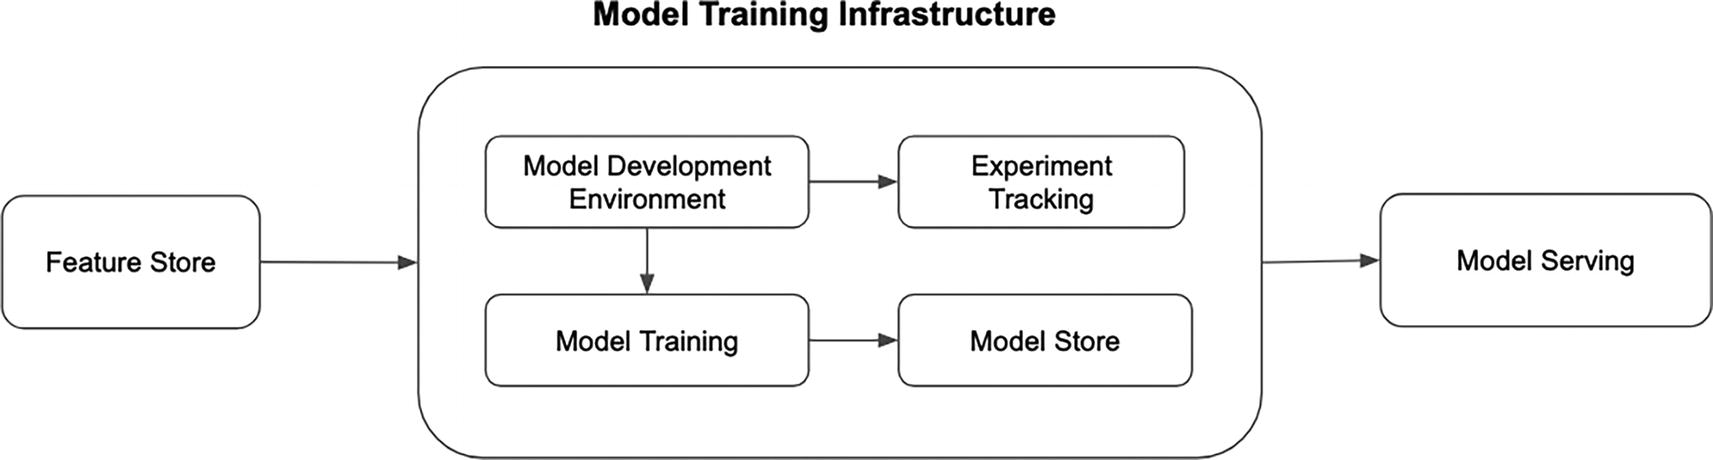 Model Training Infrastructure
Feature Store
Model Development
Environment
Experiment
Tracking
Model Training
Model Store
Model Serving